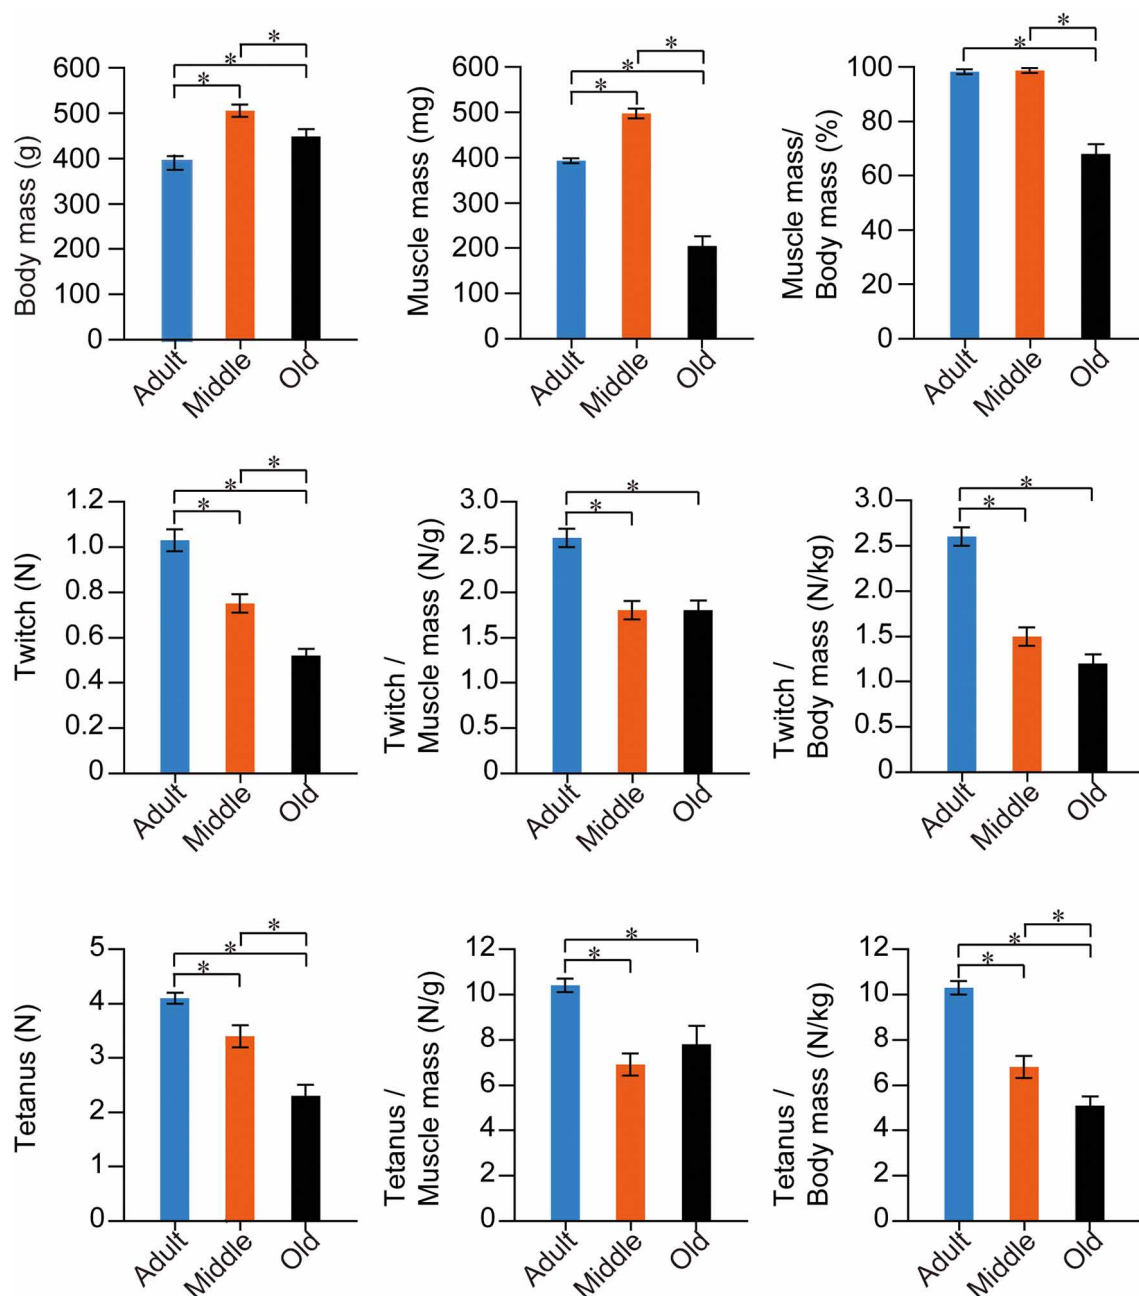 Body mass (g)
600
500
400
300
200
100
0
Adult
Middle
Old
*
*
*
Muscle mass (mg)
600
500
400
300
200
100
0
Adult
Middle
Old
*
*
*
Muscle mass/
Body mass (%)
100
80
60
40
20
0
Adult
Middle
Old
*
*
Twitch (N)
1.2
1.0
0.8
0.6
0.4
0.2
0
Adult
Middle
Old
*
*
*
Twitch /
Muscle mass (N/g)
3.0
2.5
2.0
1.5
1.0
0.5
0
Adult
Middle
Old
*
*
Twitch /
Body mass (N/kg)
3.0
2.5
2.0
1.5
1.0
0.5
0
Adult
Middle
Old
*
*
Tetanus (N)
5
4
3
2
1
0
Adult
Middle
Old
*
*
*
Tetanus /
Muscle mass (N/g)
12
10
8
6
4
2
0
Adult
Middle
Old
*
*
Tetanus /
Body mass (N/kg)
12
10
8
6
4
2
0
Adult
Middle
Old
*
*
*